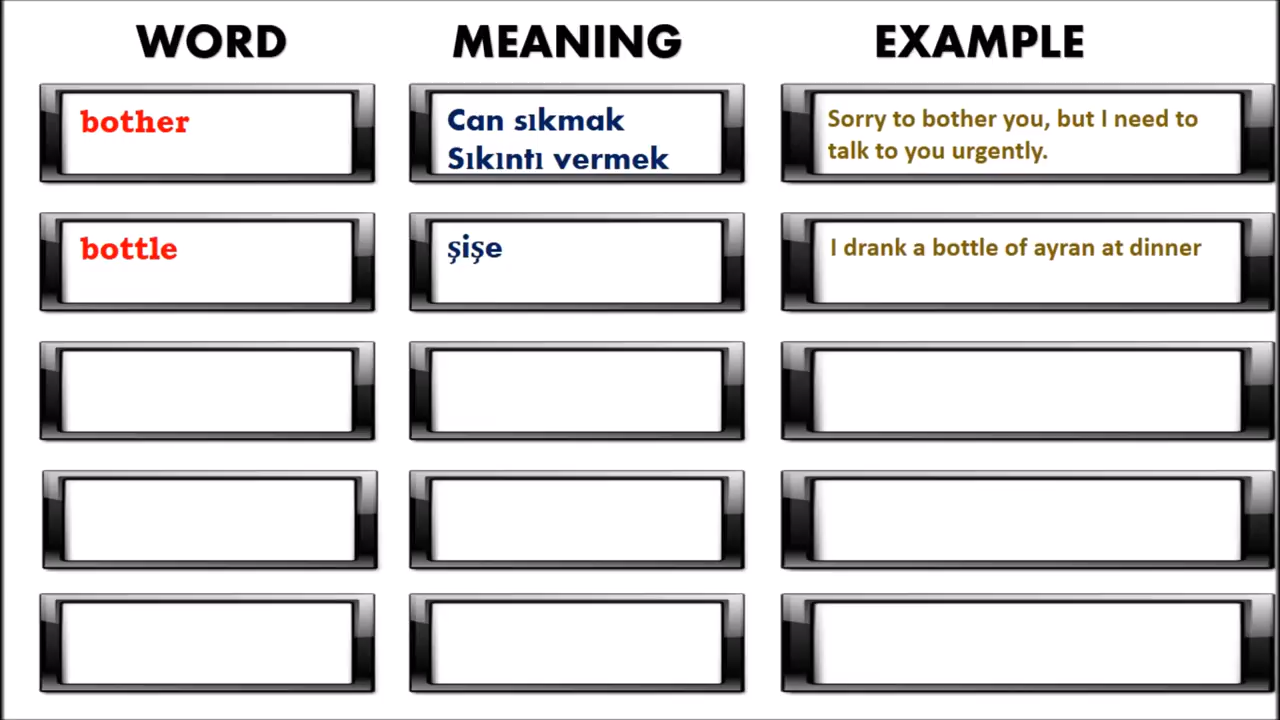 WORD MEANING EXAMPLE
bother
Can sıkmak
Sıkıntı vermek
Sorry to bother you, but I need to
talk to you urgently.
bottle
şişe
I drank a bottle of ayran at dinner